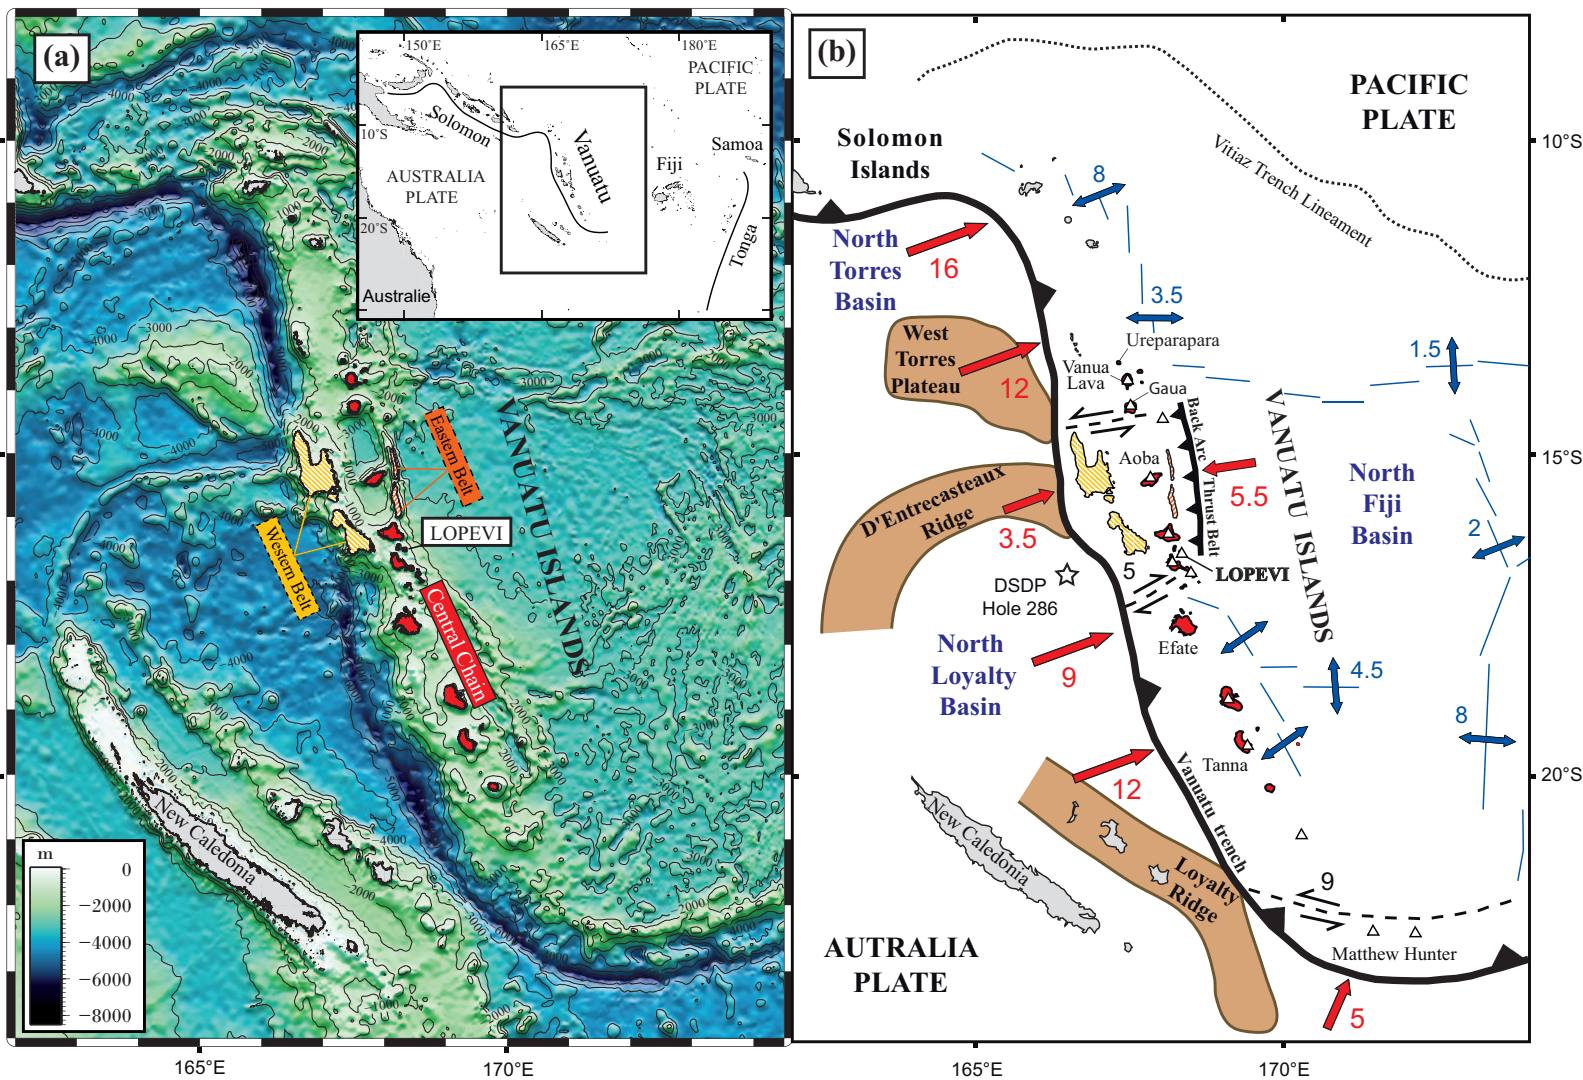 (a)
150°E
165°E
180°E
PACIFIC
PLATE
10°S
Solomon
Vanuatu
Samoa
Fiji
AUSTRALIA
PLATE
20°S
Tonga
Australie
VANUATU ISLANDS
Eastern Belt
LOPEVI
Western Belt
Central Chain
New Caledonia
m
0
−2000
−4000
−6000
−8000
165°E
170°E
(b)
PACIFIC
PLATE
Vitiaz Trench Lineament
10°S
Solomon
Islands
8
North
Torres
Basin
16
3.5
West
Torres
Plateau
12
Ureparapara
Vanua
Lava
Gaua
1.5
Back Arc Thrust Belt
VANUATU ISLANDS
Aoba
5.5
15°S
North
Fiji
Basin
D'Entrecasteaux
Ridge
3.5
2
5
LOPEVI
DSDP
Hole 286
Efate
North
Loyalty
Basin
9
4.5
8
Tanna
20°S
12
Vanuatu trench
New Caledonia
Loyalty
Ridge
9
AUTRALIA
PLATE
Matthew Hunter
5
165°E
170°E